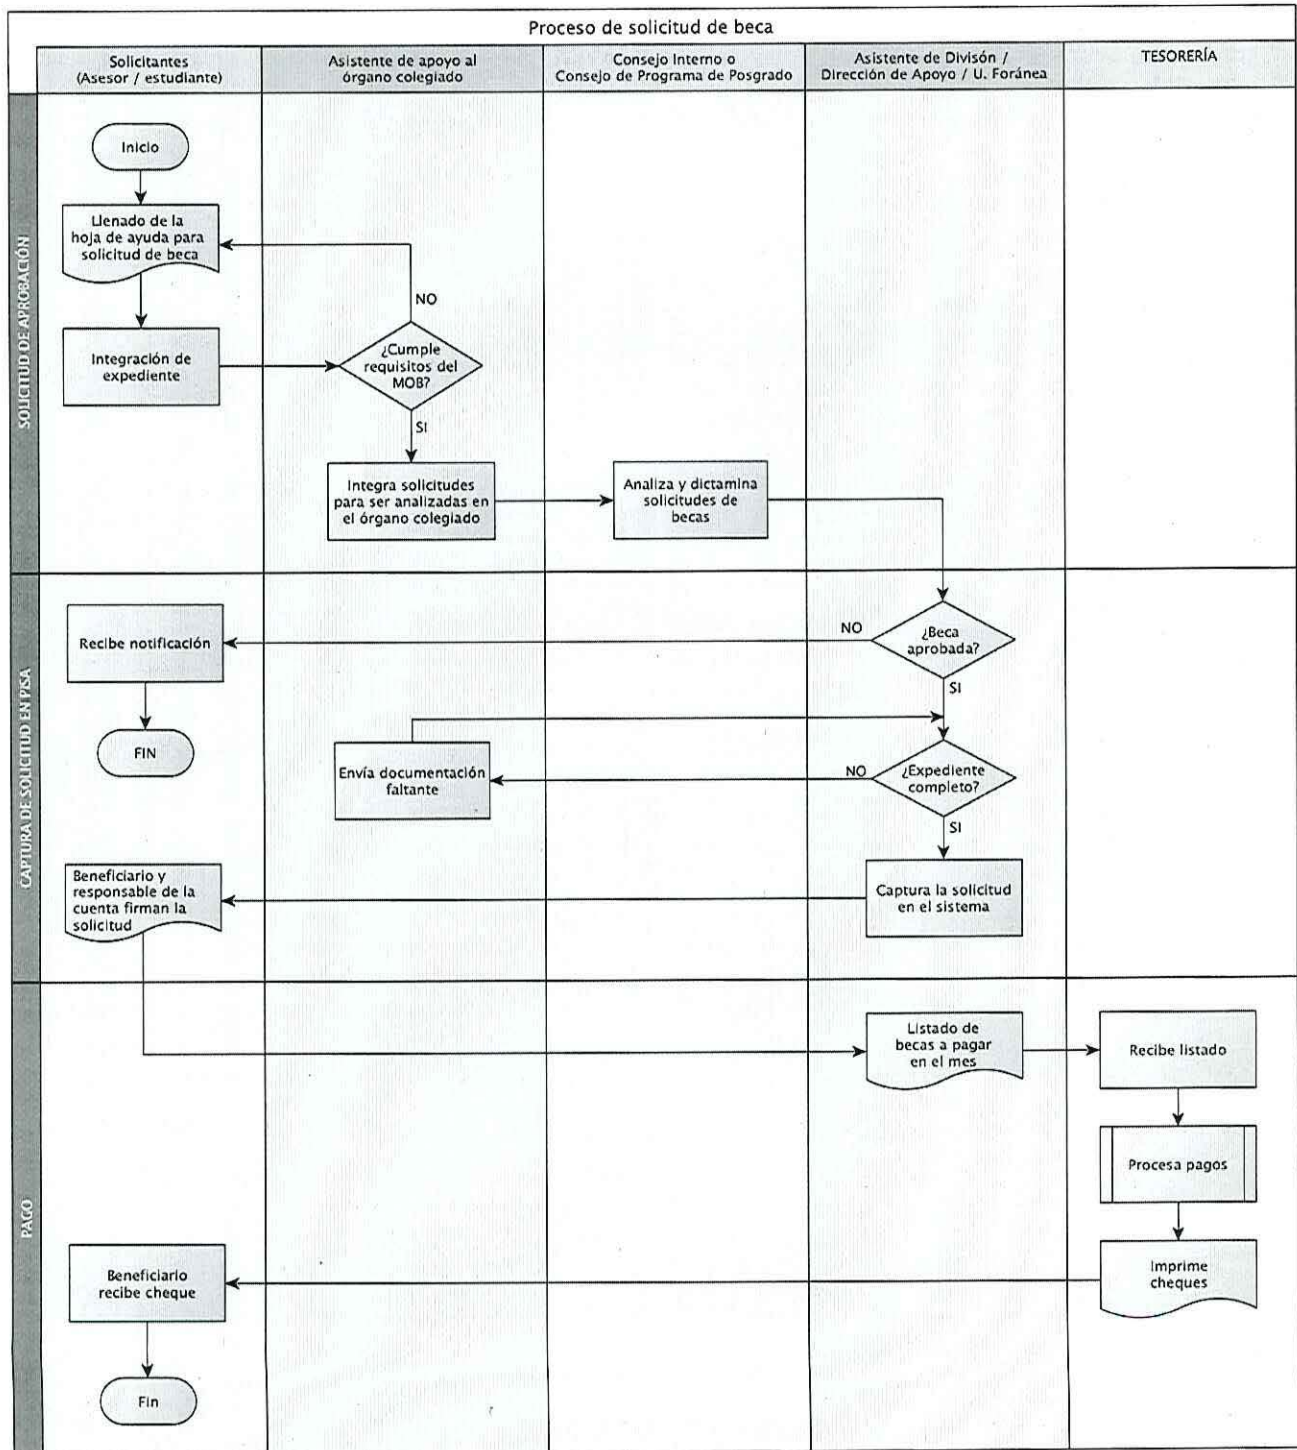 Proceso de solicitud de beca
Solicitantes
(Asesor / estudiante)
Asistente de apoyo al
órgano colegiado
Consejo Interno o
Consejo de Programa de Posgrado
Asistente de Divisón /
Dirección de Apoyo / U. Foránea
TESORERÍA
SOLICITUD DE APROBACIÓN
Inicio
Llenado de la
hoja de ayuda para
solicitud de beca
NO
Integración de
expediente
¿Cumple
requisitos del
MOB?
SI
Integra solicitudes
para ser analizadas en
el órgano colegiado
Analiza y dictamina
solicitudes de
becas
CAPTURA DE SOLICITUD EN PISA
Recibe notificación
NO
¿Beca
aprobada?
SI
FIN
Envía documentación
faltante
NO
¿Expediente
completo?
SI
Beneficiario y
responsable de la
cuenta firman la
solicitud
Captura la solicitud
en el sistema
PAGO
Listado de
becas a pagar
en el mes
Recibe listado
Procesa pagos
Imprime
cheques
Beneficiario
recibe cheque
Fin